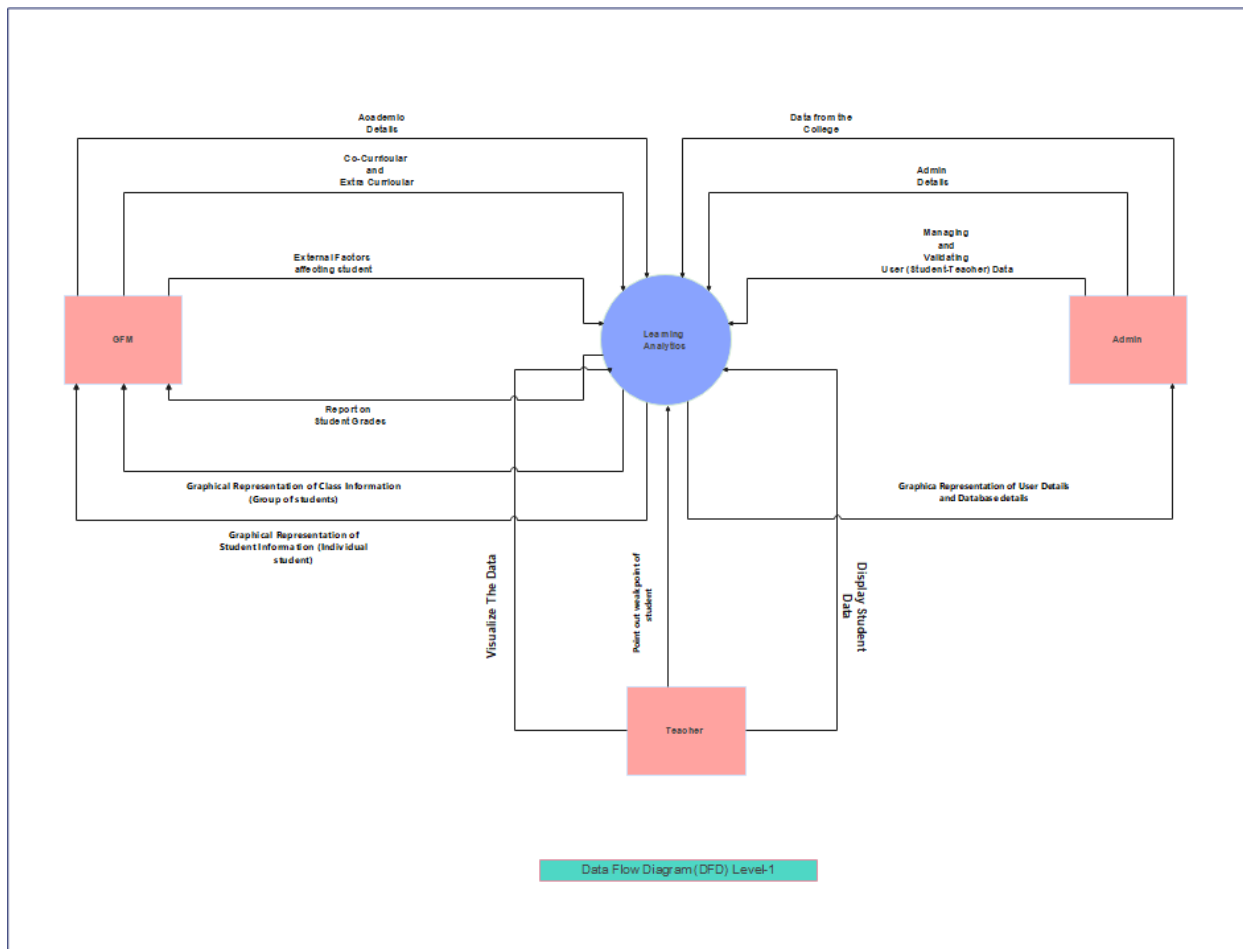 Academic
Details
Data from the
College
Co-Curricular
and
Extra Curricular
Admin
Details
Managing
and
Validating
User (Student-Teacher) Data
External Factors
affecting student
GFM
Learning
Analytics
Admin
Report on
Student Grades
Graphical Representation of Class Information
(Group of students)
Graphica Representation of User Details
and Database details
Graphical Representation of
Student Information (Individual
student)
Visualize The Data
Point out weak point of
student
Display Student
Data
Teacher
Data Flow Diagram (DFD) Level-1